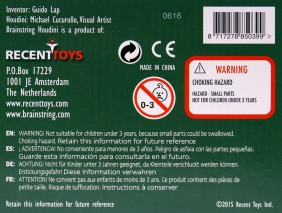 Inventor: Guido Lap
Houdini: Michael Cucurullo, Visual Artist
Brainstring Houdini is a product of:
0616
8"717278"850399">
RECENTTOYS
P.O.Box 17229
1001 JE Amsterdam
The Netherlands
www.recenttoys.com
www.brainstring.com
CE
MADE IN CHINA
0-3
WARNING
CHOKING HAZARD
HAZARD - SMALL PARTS
NOT FOR CHILDREN UNDER 3 YEARS
EN: WARNING! Not suitable for children under 3 years, because small parts could be swallowed.
Choking hazard. Retain this information for future reference
ES: ¡ ADVERTENCIA! No conveniente para menores de 3 años. Peligro de asfixia con las partes pequeñas.
Guarde esta información para consultarla en el futuro.
DE: ACHTUNG! Nicht für Kinder unter drei Jahren geeignet, da Kleinteile verschluckt werden können.
Erstickungsgefahr! Diese Information verwahren
FR: ATTENTION! Ne convient pas aux enfants de moins de 3 ans. Ce produit contient des pièces de
petite taille. Risque de suffocation. Instructions à conserver
Retain this information for future reference
©2015 Recent Toys Intl.